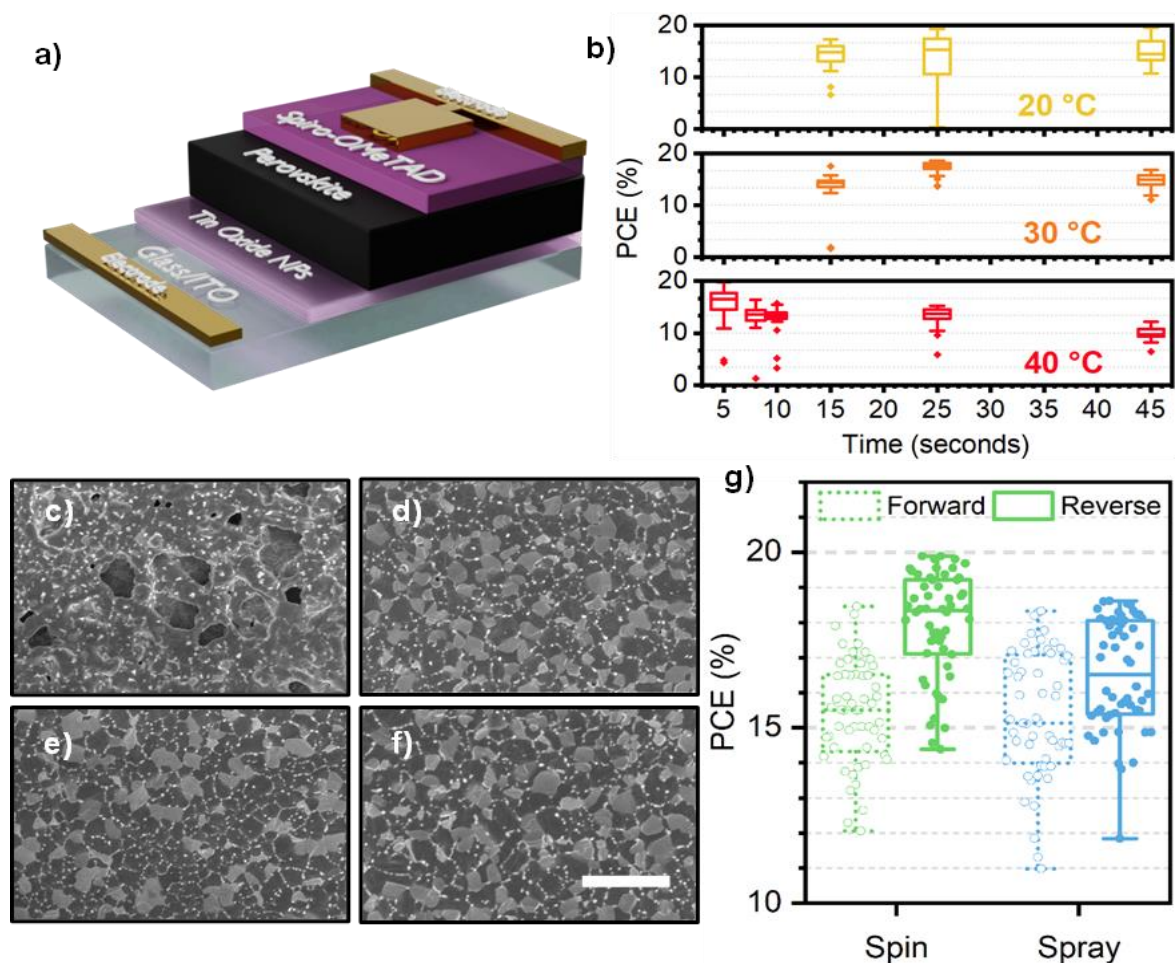 a)
Electrode
Spiro-OMeTAD
Perovskite
Tin Oxide NPs
Glass/ITO
Electrode
b)
PCE (%)
20
10
0
20 °C
20
10
0
30 °C
20
10
0
40 °C
5 10 15 20 25 30 35 40 45
Time (seconds)
c)
d)
e)
f)
g)
Forward Reverse
PCE (%)
20
15
10
Spin Spray